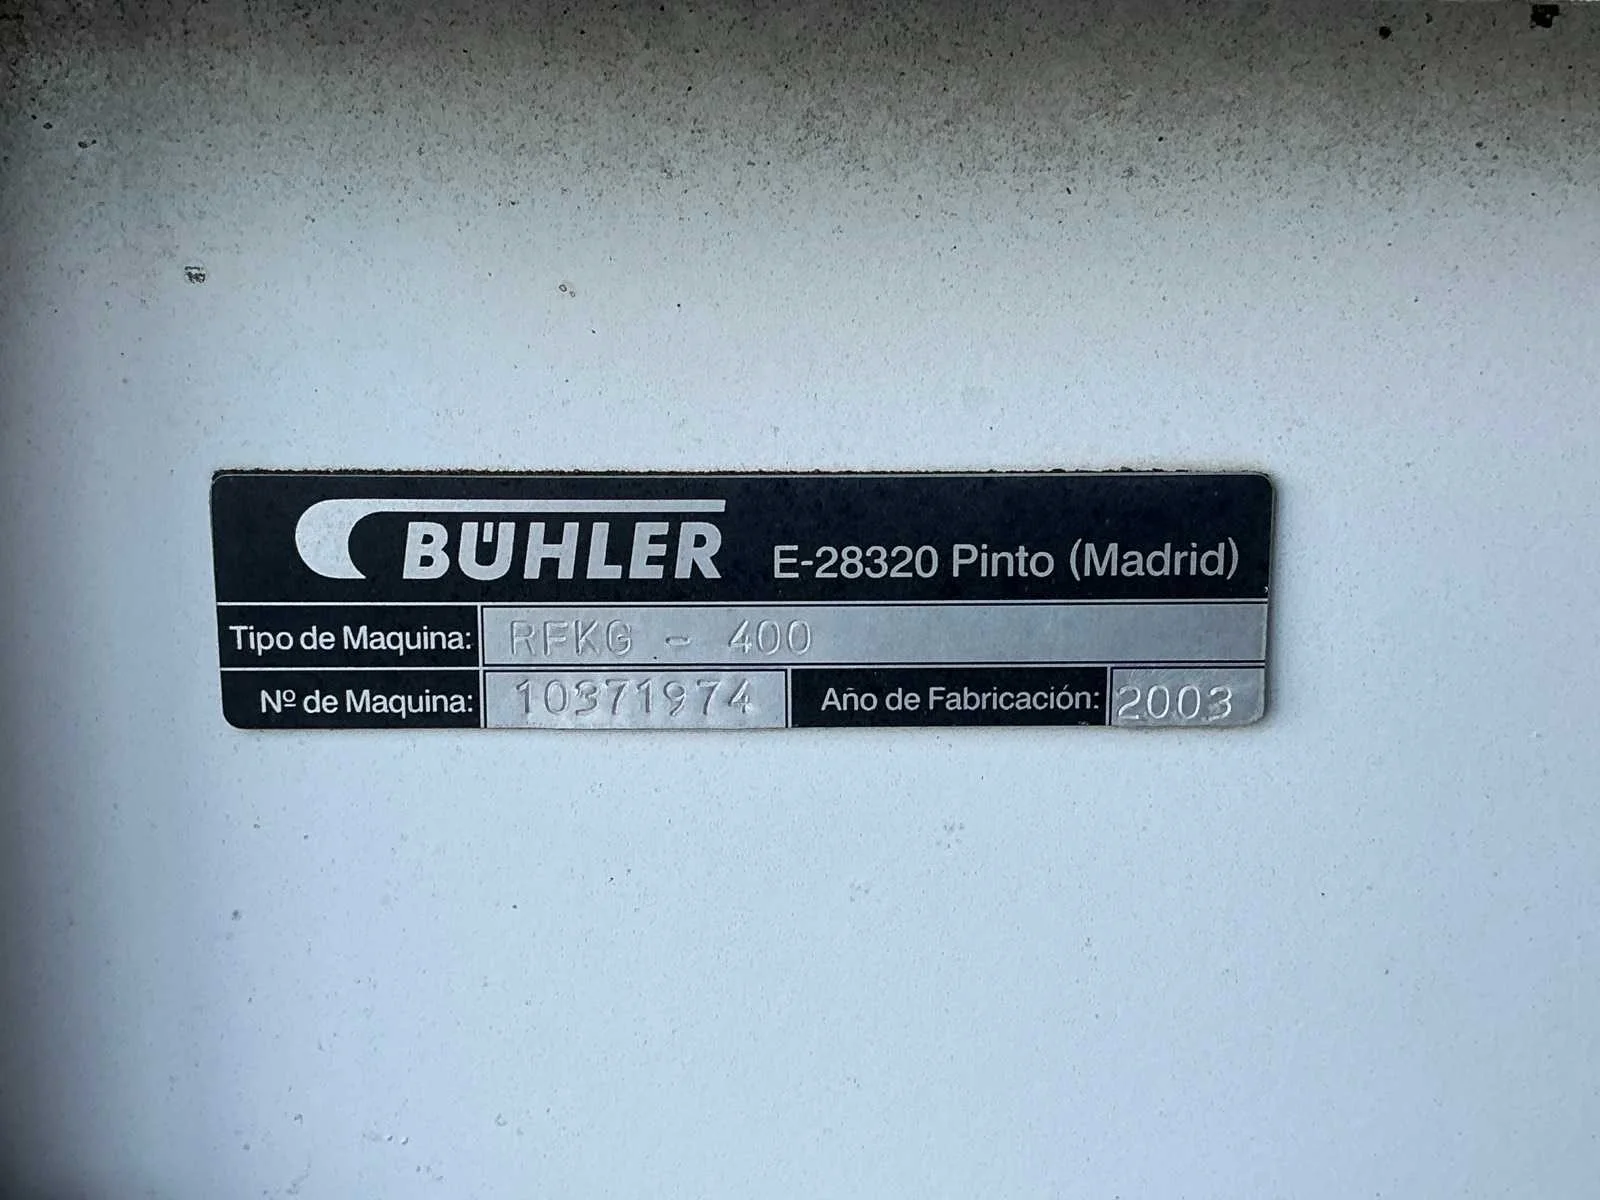 BÜHLER E-28320 Pinto (Madrid)
Tipo de Maquina: RFKG - 400
Nº de Maquina: 10371974 Año de Fabricación: 2003